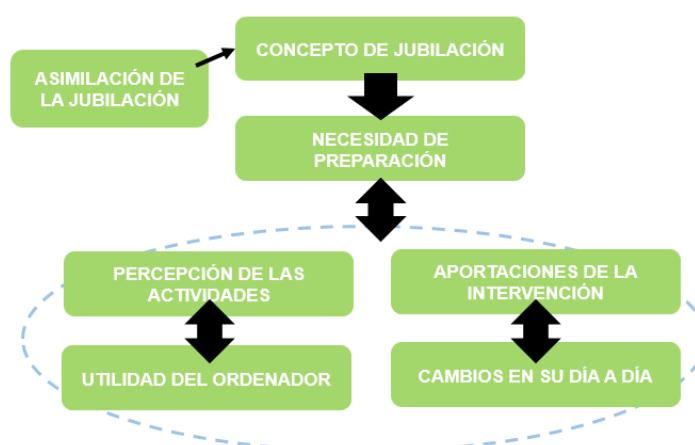 CONCEPTO DE JUBILACIÓN
ASIMILACIÓN DE
LA JUBILACIÓN
NECESIDAD DE
PREPARACIÓN
PERCEPCIÓN DE LAS
ACTIVIDADES
APORTACIONES DE LA
INTERVENCIÓN
UTILIDAD DEL ORDENADOR
CAMBIOS EN SU DÍA A DÍA